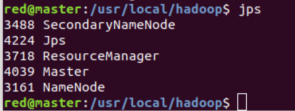 red@master:/usr/local/hadoop$ jps
3488 SecondaryNameNode
4224 Jps
3718 ResourceManager
4039 Master
3161 NameNode
red@master:/usr/local/hadoop$